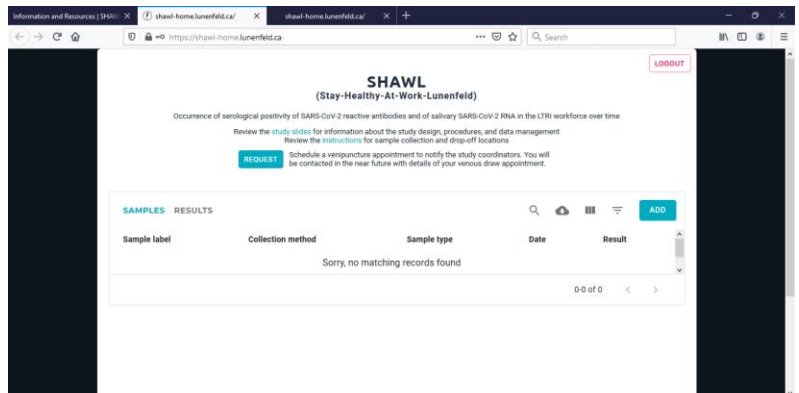 Information and Resources | SHAW
shawl-home.lunenfeld.ca/
shawl-home.lunenfeld.ca/
https://shawl-home.lunenfeld.ca
Search
LOGOUT
SHAWL
(Stay-Healthy-At-Work-Lunenfeld)
Occurrence of serological positivity of SARS-CoV-2 reactive antibodies and of salivary SARS-CoV-2 RNA in the LTRI workforce over time
Review the study slides for information about the study design, procedures, and data management
Review the instructions for sample collection and drop-off locations
REQUEST
Schedule a venipuncture appointment to notify the study coordinators. You will
be contacted in the near future with details of your venous draw appointment.
SAMPLES RESULTS
ADD
Sample label Collection method Sample type Date Result
Sorry, no matching records found
0-0 of 0